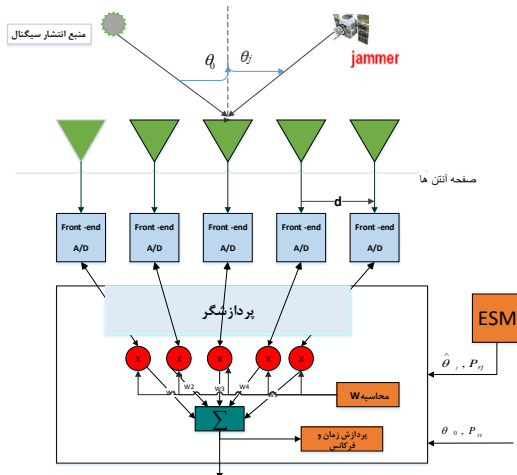 منبع انتشار سیگنال
θ0
θj
jammer
صفحه آنتن ها
d
Front -end
A/D
Front -end
A/D
Front -end
A/D
Front -end
A/D
Front -end
A/D
پردازشگر
ESM
x
x
x
x
x
W2
W3
W4
محاسبه W
Σ
پردازش زمان و
فرکانس
θ 0 , P